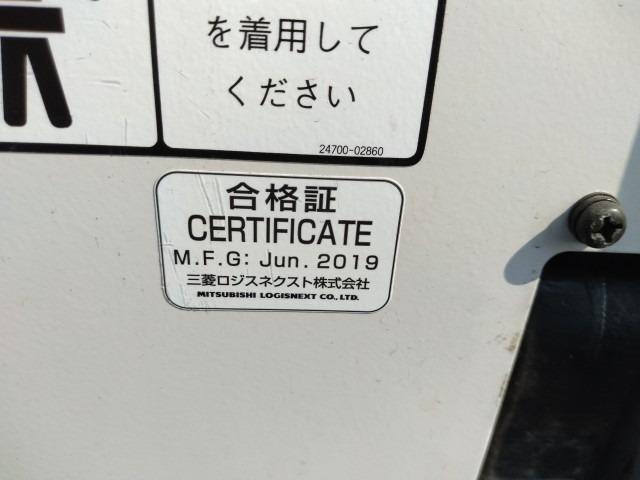 を着用して
ください
24700-02860
合格証
CERTIFICATE
M.F.G: Jun. 2019
三菱ロジスネクスト株式会社
MITSUBISHI LOGISNEXT CO., LTD.